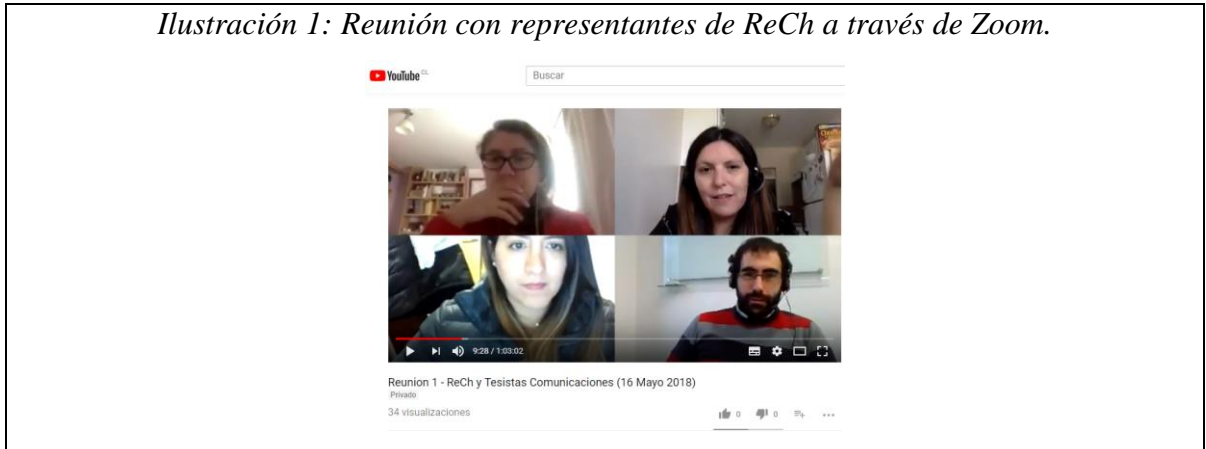 Ilustración 1: Reunión con representantes de ReCh a través de Zoom.
YouTube CL
Buscar
9:28 / 1:03:02
Reunion 1 - ReCh y Tesistas Comunicaciones (16 Mayo 2018)
Privado
34 visualizaciones
0 0